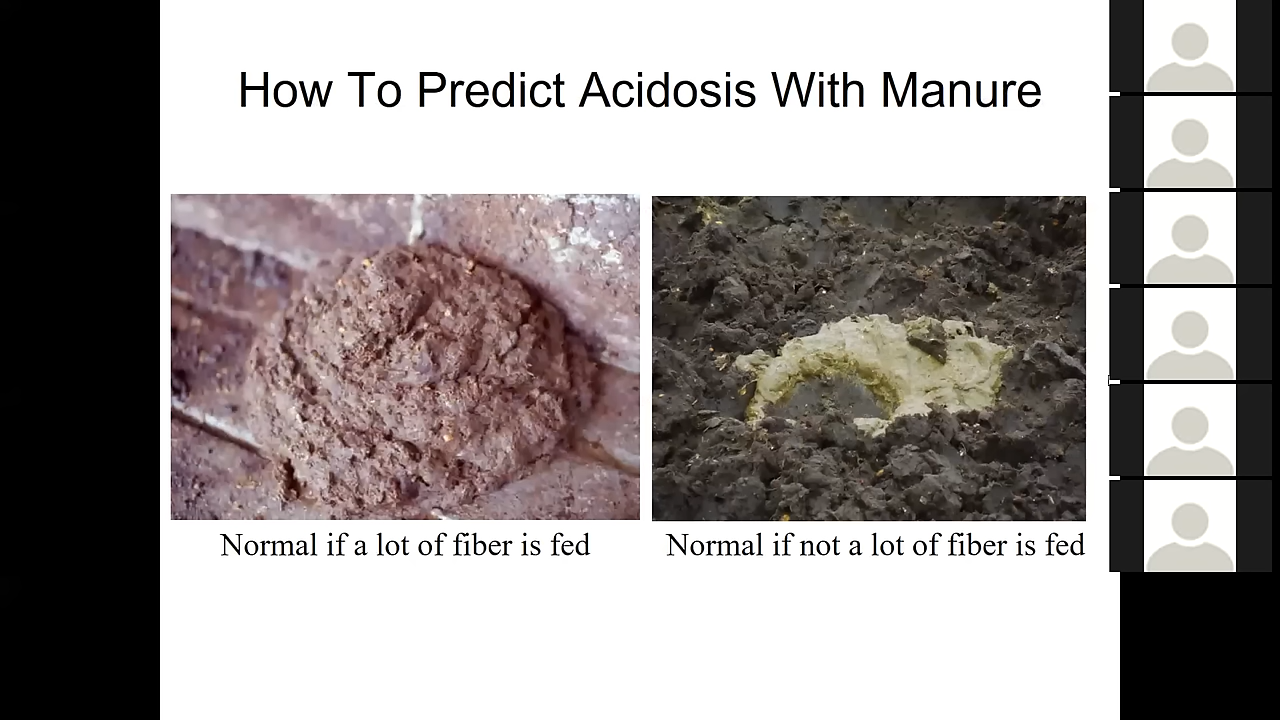 How To Predict Acidosis With Manure
Normal if a lot of fiber is fed
Normal if not a lot of fiber is fed